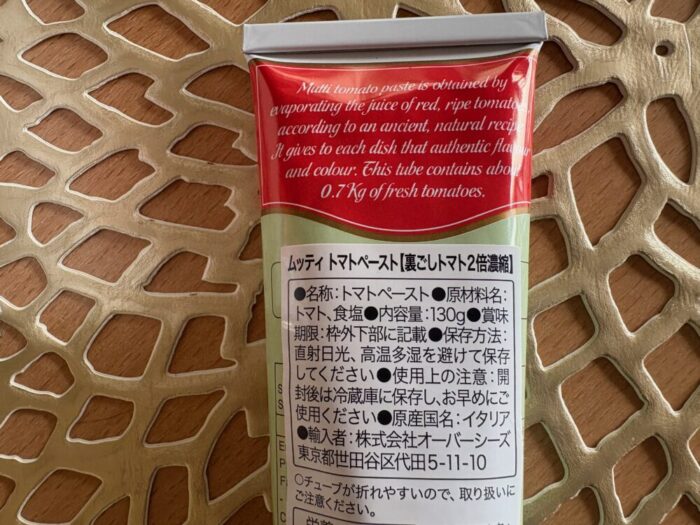 Mutti tomato paste is obtained by
evaporating the juice of red, ripe
according to an ancient, natural recipe
It gives to each dish that authentic
and colour. This tube contains
0.7Kg of fresh tomatoes.
ムッティ トマトペースト【裏ごしトマト2倍濃縮】
●名称：トマトペースト●原材料名：
トマト、食塩●内容量：130g●賞味
期限：枠外下部に記載●保存方法：
直射日光、高温多湿を避けて保存
してください●使用上の注意：開
封後は冷蔵庫に保存し、お早めにご
使用ください●原産国名：イタリア
●輸入者：株式会社オーバーシーズ
東京都世田谷区代田5-11-10
○チューブが折れやすいので、取り扱いに
ご注意ください。